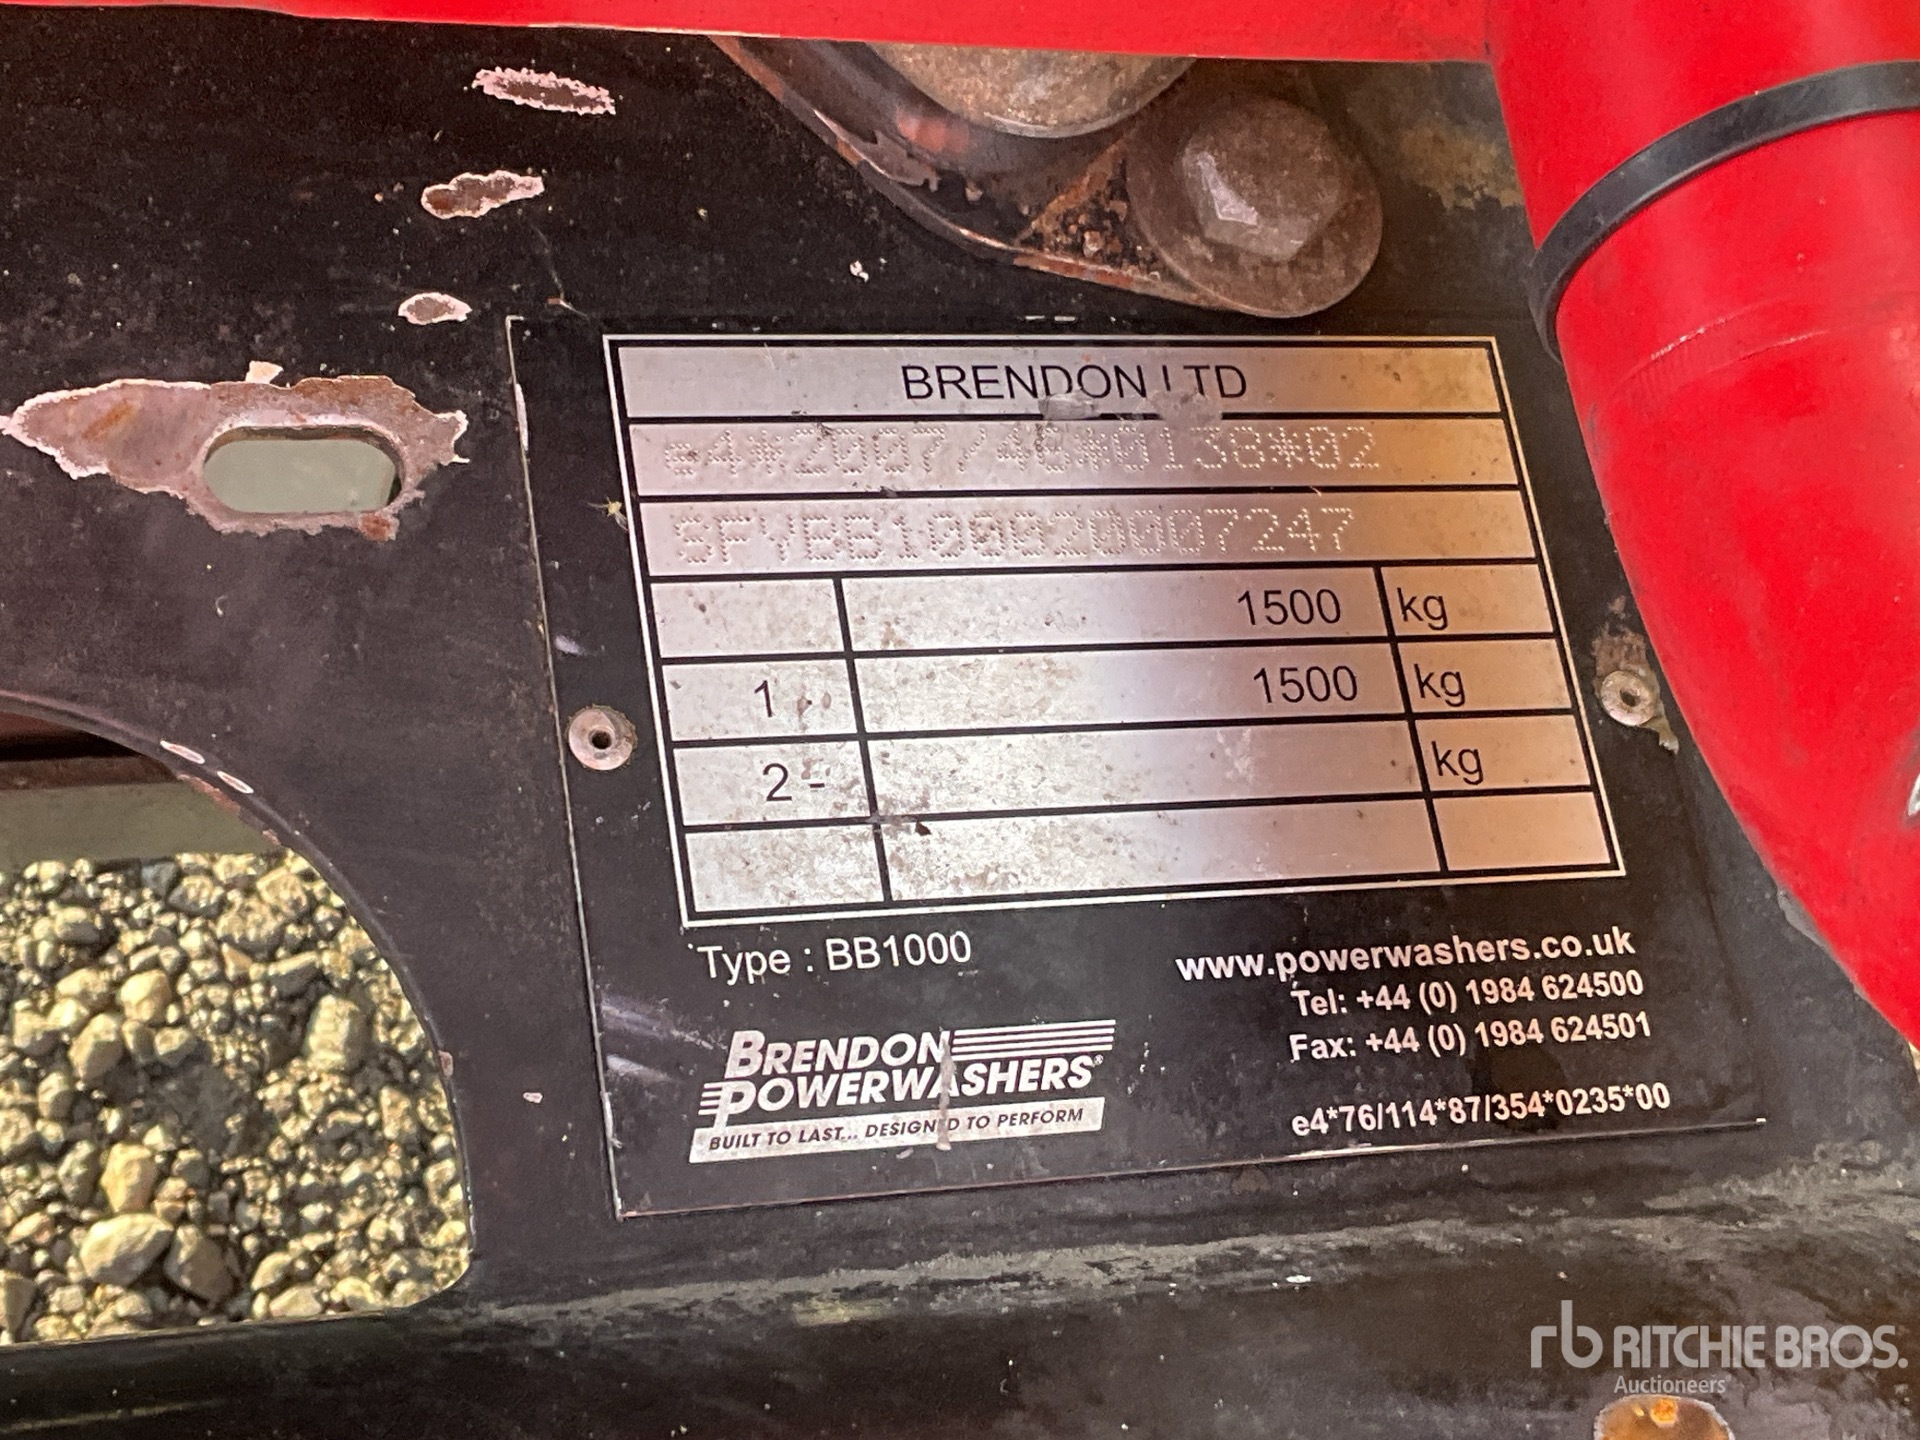 BRENDON LTD
e4*2007/46*0138*02
SFYBB100020007247
1500 kg
1 - 1500 kg
2 - kg
Type : BB1000
www.powerwashers.co.uk
Tel: +44 (0) 1984 624500
Fax: +44 (0) 1984 624501
BRENDON
POWERWASHERS®
BUILT TO LAST... DESIGNED TO PERFORM
e4*76/114*87/354*0235*00
rb RITCHIE BROS.
Auctioneers